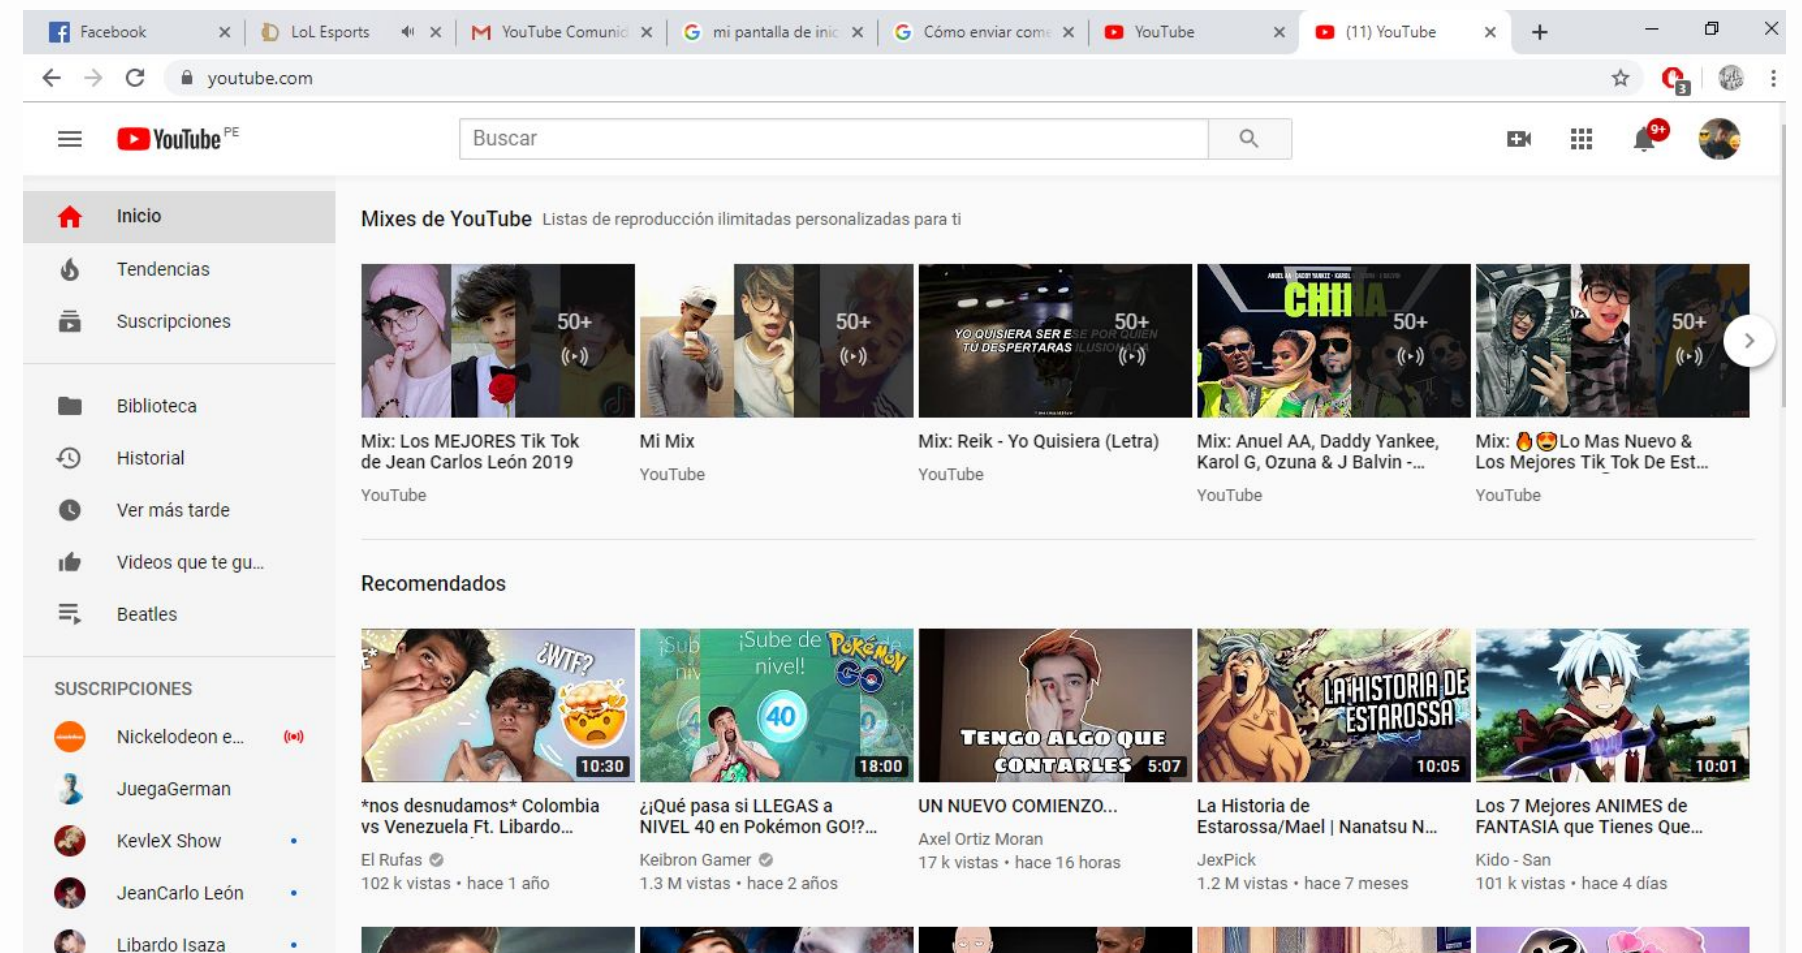 Facebook
LoL Esports
YouTube Comunid
mi pantalla de inic
Cómo enviar come
YouTube
(11) YouTube
youtube.com
3
YouTube PE
Buscar
9+
Inicio
Tendencias
Suscripciones
Biblioteca
Historial
Ver más tarde
Videos que te gu...
Beatles
SUSCRIPCIONES
Nickelodeon e...
JuegaGerman
KevleX Show
JeanCarlo León
Libardo Isaza
Mixes de YouTube Listas de reproducción ilimitadas personalizadas para ti
50+
50+
YO QUISIERA SER ESE POR QUIEN
TÚ DESPERTARAS ILUSIONADA
50+
CHINA
50+
50+
Mix: Los MEJORES Tik Tok
de Jean Carlos León 2019
YouTube
Mi Mix
YouTube
Mix: Reik - Yo Quisiera (Letra)
YouTube
Mix: Anuel AA, Daddy Yankee,
Karol G, Ozuna & J Balvin -...
YouTube
Mix: 🔥😍Lo Mas Nuevo &
Los Mejores Tik Tok De Est...
YouTube
Recomendados
¿WTF?
10:30
¡Sube de
nivel!
Pokémon
GO
40
18:00
TENGO ALGO QUE
CONTARLES
5:07
LA HISTORIA DE
ESTAROSSA
10:05
10:01
*nos desnudamos* Colombia
vs Venezuela Ft. Libardo...
El Rufas
102 k vistas • hace 1 año
¿¡Qué pasa si LLEGAS a
NIVEL 40 en Pokémon GO!?...
Keibron Gamer
1.3 M vistas • hace 2 años
UN NUEVO COMIENZO...
Axel Ortiz Moran
17 k vistas • hace 16 horas
La Historia de
Estarossa/Mael | Nanatsu N...
JexPick
1.2 M vistas • hace 7 meses
Los 7 Mejores ANIMES de
FANTASIA que Tienes Que...
Kido - San
101 k vistas • hace 4 días